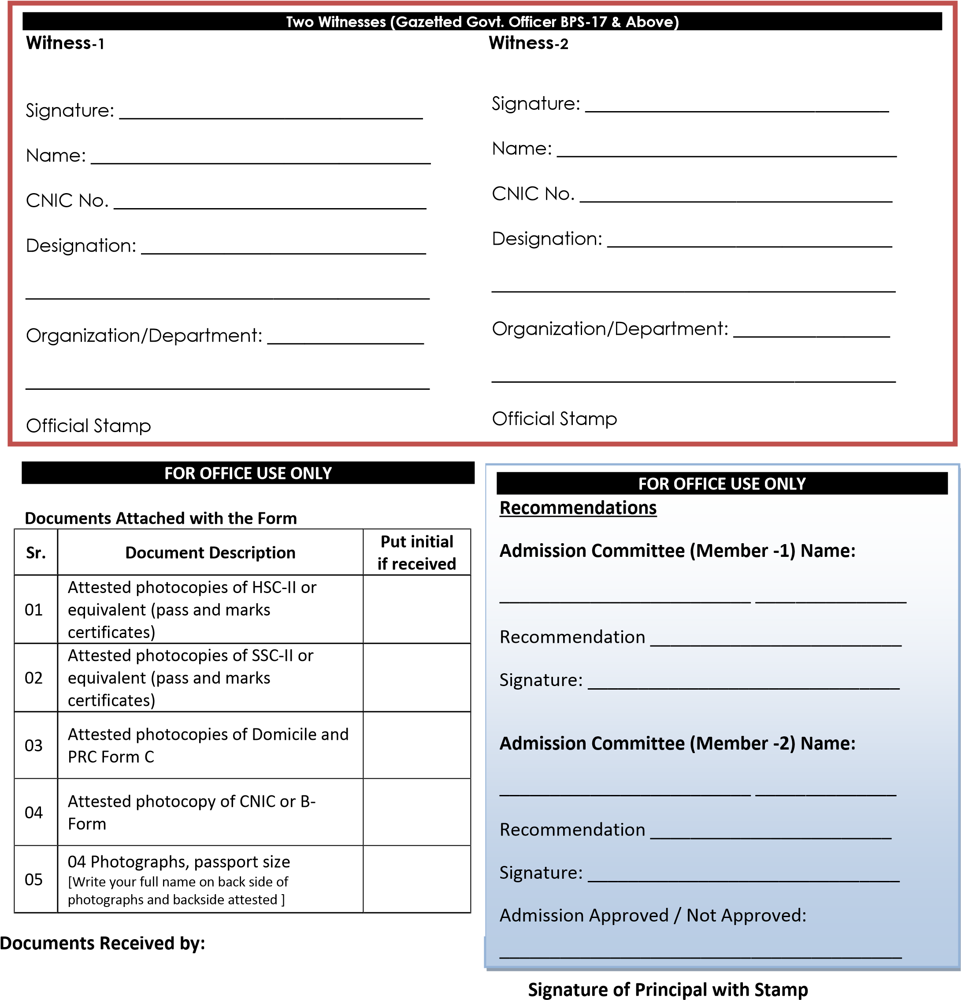 Two Witnesses (Gazetted Govt. Officer BPS-17 & Above)
Witness-1
Signature:
Name:
CNIC No.
Designation:
Organization/Department:
Official Stamp
Witness-2
Signature:
Name:
CNIC No.
Designation:
Organization/Department:
Official Stamp
FOR OFFICE USE ONLY
Documents Attached with the Form
Sr.
Document Description
Put initial
if received
01
Attested photocopies of HSC-II or
equivalent (pass and marks
certificates)
02
Attested photocopies of SSC-II or
equivalent (pass and marks
certificates)
03
Attested photocopies of Domicile and
PRC Form C
04
Attested photocopy of CNIC or B-
Form
05
04 Photographs, passport size
[Write your full name on back side of
photographs and backside attested ]
Documents Received by:
FOR OFFICE USE ONLY
Recommendations
Admission Committee (Member -1) Name:
Recommendation
Signature:
Admission Committee (Member -2) Name:
Recommendation
Signature:
Admission Approved / Not Approved:
Signature of Principal with Stamp